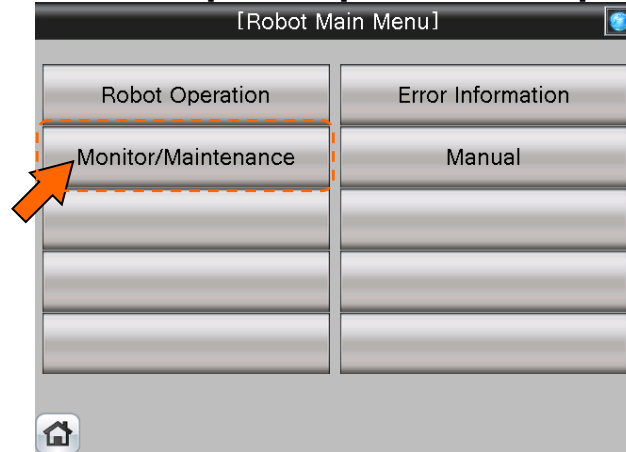 [Robot Main Menu]
Robot Operation
Error Information
Monitor/Maintenance
Manual